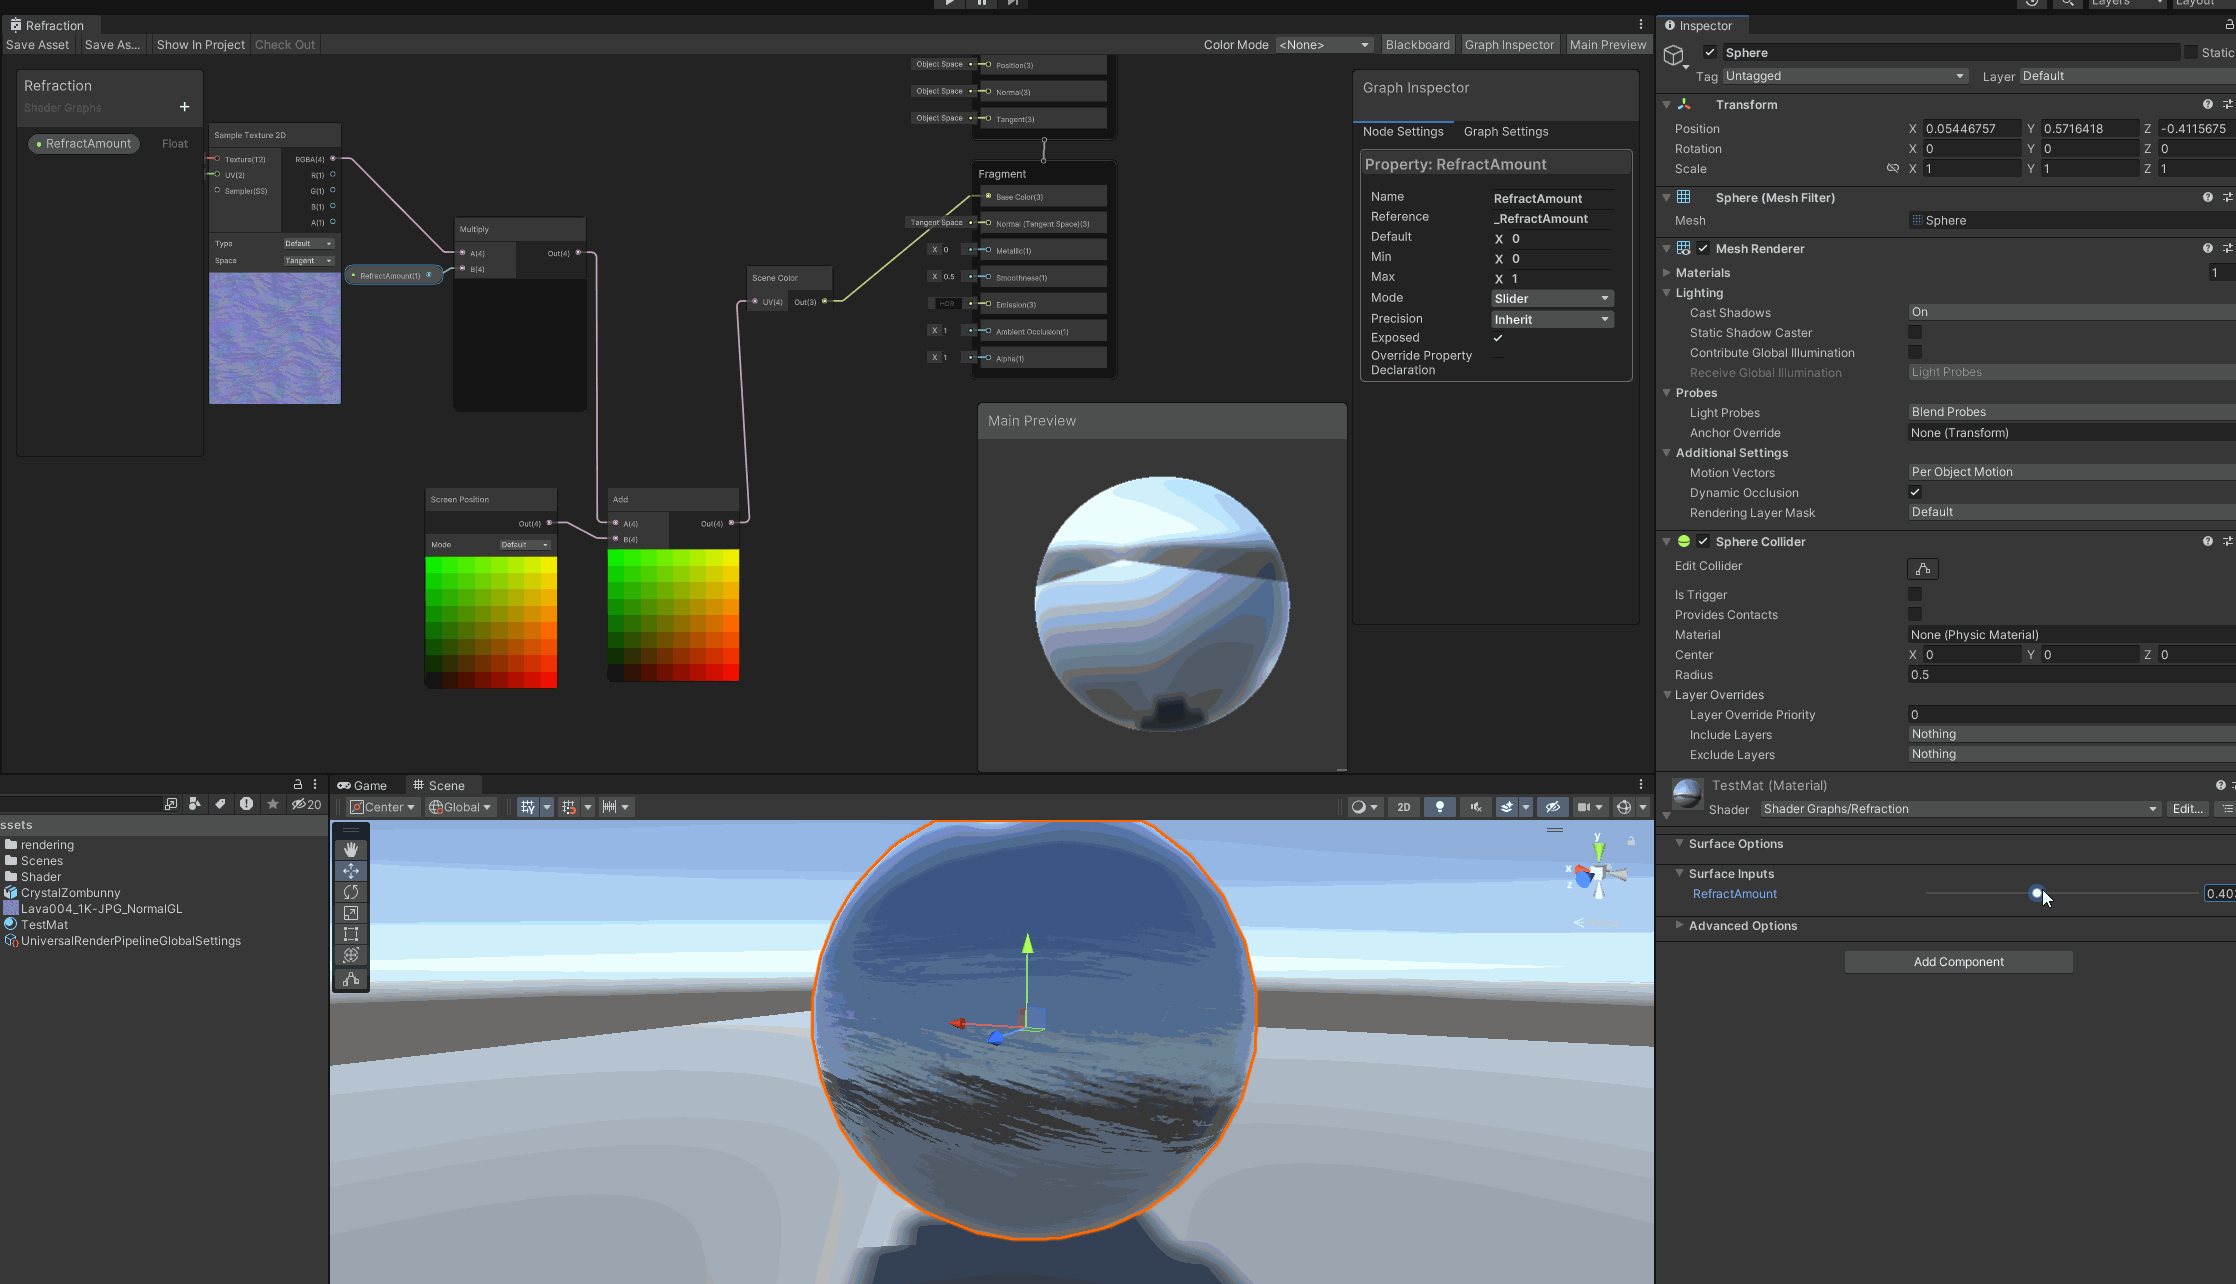 Layers
Layout
Refraction
Save Asset
Save As...
Show In Project
Check Out
Color Mode
<None>
Blackboard
Graph Inspector
Main Preview
Refraction
Shader Graphs
+
RefractAmount
Float
Sample Texture 2D
Texture(T2)
UV(2)
Sampler(SS)
RGBA(4)
R(1)
G(1)
B(1)
A(1)
Type
Default
Space
Tangent
RefractAmount(1)
Multiply
A(4)
B(4)
Out(4)
Screen Position
Out(4)
Mode
Default
Add
A(4)
B(4)
Out(4)
Scene Color
UV(4)
Out(3)
Object Space
Position(3)
Object Space
Normal(3)
Object Space
Tangent(3)
Fragment
Base Color(3)
Tangent Space
Normal (Tangent Space)(3)
X 0
Metallic(1)
X 0.5
Smoothness(1)
HDR
Emission(3)
X 1
Ambient Occlusion(1)
X 1
Alpha(1)
Main Preview
Graph Inspector
Node Settings
Graph Settings
Property: RefractAmount
Name
RefractAmount
Reference
_RefractAmount
Default
X 0
Min
X 0
Max
X 1
Mode
Slider
Precision
Inherit
Exposed
Override Property
Declaration
Inspector
Sphere
Static
Tag
Untagged
Layer
Default
Transform
Position
X 0.05446757
Y 0.5716418
Z -0.4115675
Rotation
X 0
Y 0
Z 0
Scale
X 1
Y 1
Z 1
Sphere (Mesh Filter)
Mesh
Sphere
Mesh Renderer
Materials
1
Lighting
Cast Shadows
On
Static Shadow Caster
Contribute Global Illumination
Receive Global Illumination
Light Probes
Probes
Light Probes
Blend Probes
Anchor Override
None (Transform)
Additional Settings
Motion Vectors
Per Object Motion
Dynamic Occlusion
Rendering Layer Mask
Default
Sphere Collider
Edit Collider
Is Trigger
Provides Contacts
Material
None (Physic Material)
Center
X 0
Y 0
Z 0
Radius
0.5
Layer Overrides
Layer Override Priority
0
Include Layers
Nothing
Exclude Layers
Nothing
TestMat (Material)
Shader
Shader Graphs/Refraction
Edit...
Surface Options
Surface Inputs
RefractAmount
0.40
Advanced Options
Add Component
20
ssets
rendering
Scenes
Shader
CrystalZombunny
Lava004_1K-JPG_NormalGL
TestMat
UniversalRenderPipelineGlobalSettings
Game
Scene
Center
Global
2D
y
x
z